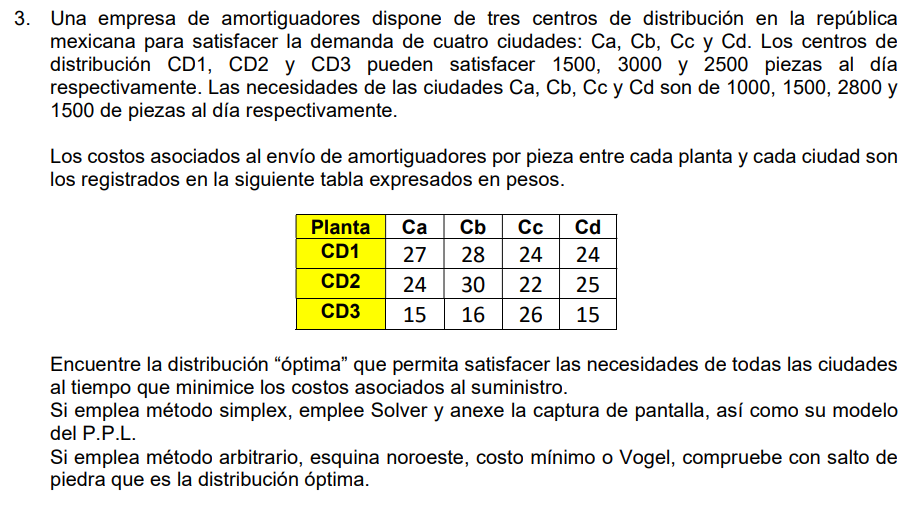 3. Una empresa de amortiguadores dispone de tres centros de distribución en la república
mexicana para satisfacer la demanda de cuatro ciudades: Ca, Cb, Cc y Cd. Los centros de
distribución CD1, CD2 y CD3 pueden satisfacer 1500, 3000 y 2500 piezas al día
respectivamente. Las necesidades de las ciudades Ca, Cb, Cc y Cd son de 1000, 1500, 2800 y
1500 de piezas al día respectivamente.
Los costos asociados al envío de amortiguadores por pieza entre cada planta y cada ciudad son
los registrados en la siguiente tabla expresados en pesos.
Planta Ca Cb Cc Cd
CD1 27 28 24 24
CD2 24 30 22 25
CD3 15 16 26 15
Encuentre la distribución “óptima” que permita satisfacer las necesidades de todas las ciudades
al tiempo que minimice los costos asociados al suministro.
Si emplea método simplex, emplee Solver y anexe la captura de pantalla, así como su modelo
del P.P.L.
Si emplea método arbitrario, esquina noroeste, costo mínimo o Vogel, compruebe con salto de
piedra que es la distribución óptima.